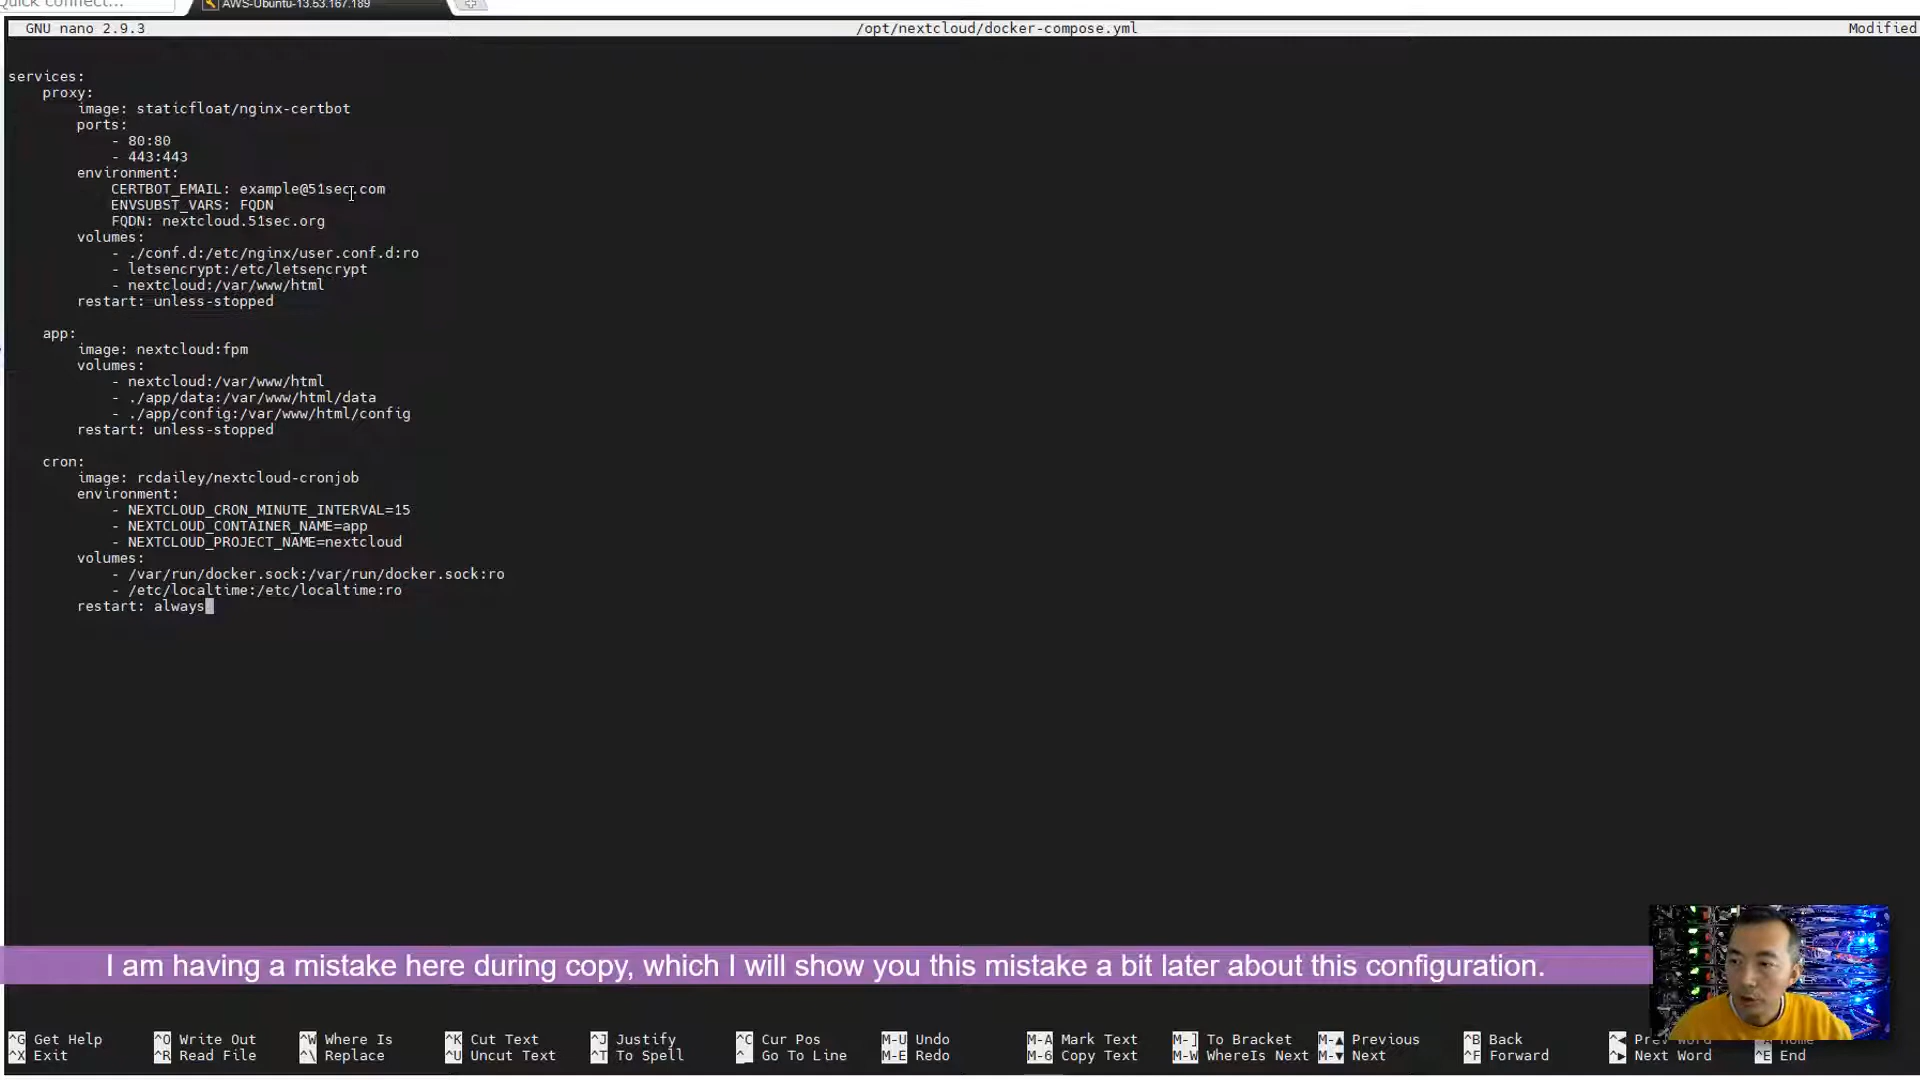 Quick connect...
AWS-Ubuntu-13.53.167.189
GNU nano 2.9.3 /opt/nextcloud/docker-compose.yml Modified
services:
proxy:
image: staticfloat/nginx-certbot
ports:
- 80:80
- 443:443
environment:
CERTBOT_EMAIL: example@51sec.com
ENVSUBST_VARS: FQDN
FQDN: nextcloud.51sec.org
volumes:
- ./conf.d:/etc/nginx/user.conf.d:ro
- letsencrypt:/etc/letsencrypt
- nextcloud:/var/www/html
restart: unless-stopped
app:
image: nextcloud:fpm
volumes:
- nextcloud:/var/www/html
- ./app/data:/var/www/html/data
- ./app/config:/var/www/html/config
restart: unless-stopped
cron:
image: rcdailey/nextcloud-cronjob
environment:
- NEXTCLOUD_CRON_MINUTE_INTERVAL=15
- NEXTCLOUD_CONTAINER_NAME=app
- NEXTCLOUD_PROJECT_NAME=nextcloud
volumes:
- /var/run/docker.sock:/var/run/docker.sock:ro
- /etc/localtime:/etc/localtime:ro
restart: always
I am having a mistake here during copy, which I will show you this mistake a bit later about this configuration.
^G Get Help ^O Write Out ^W Where Is ^K Cut Text ^J Justify ^C Cur Pos M-U Undo M-A Mark Text M-] To Bracket M-▲ Previous ^B Back ^◀ Home
^X Exit ^R Read File ^\ Replace ^U Uncut Text ^T To Spell ^_ Go To Line M-E Redo M-6 Copy Text M-W WhereIs Next M-▼ Next ^F Forward ^▶ Next Word ^E End